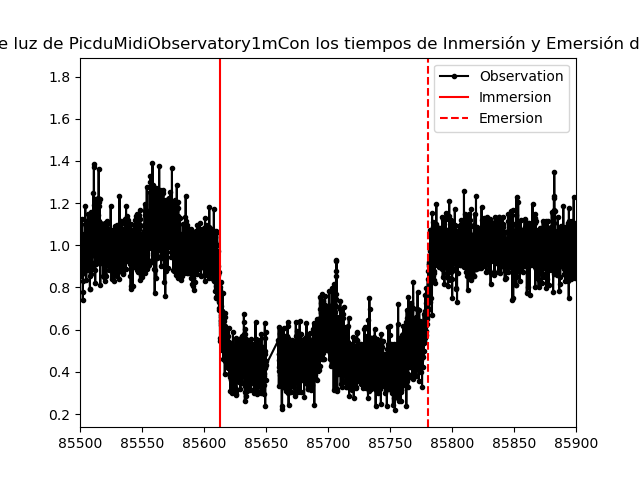 e luz de PicduMidiObservatory1mCon los tiempos de Inmersión y Emersión d
Observation
Immersion
Emersion
1.8
1.6
1.4
1.2
1.0
0.8
0.6
0.4
0.2
85500 85550 85600 85650 85700 85750 85800 85850 85900